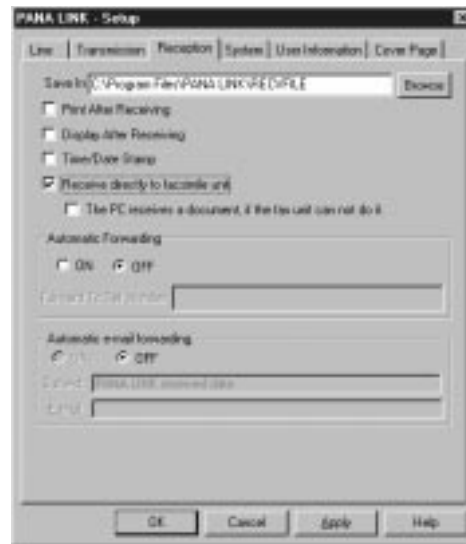 PANA LINK - Setup
Line Transmission Reception System User Information Cover Page
Save In C:\Program Files\PANA LINK\RECVFILE Browse
Print After Receiving
Display After Receiving
Time/Date Stamp
Receive directly to facsimile unit
The PC receives a document, if the fax unit can not do it
Automatic Forwarding
ON OFF
Automatic e-mail forwarding
ON OFF
PANA LINK received data
OK Cancel Apply Help